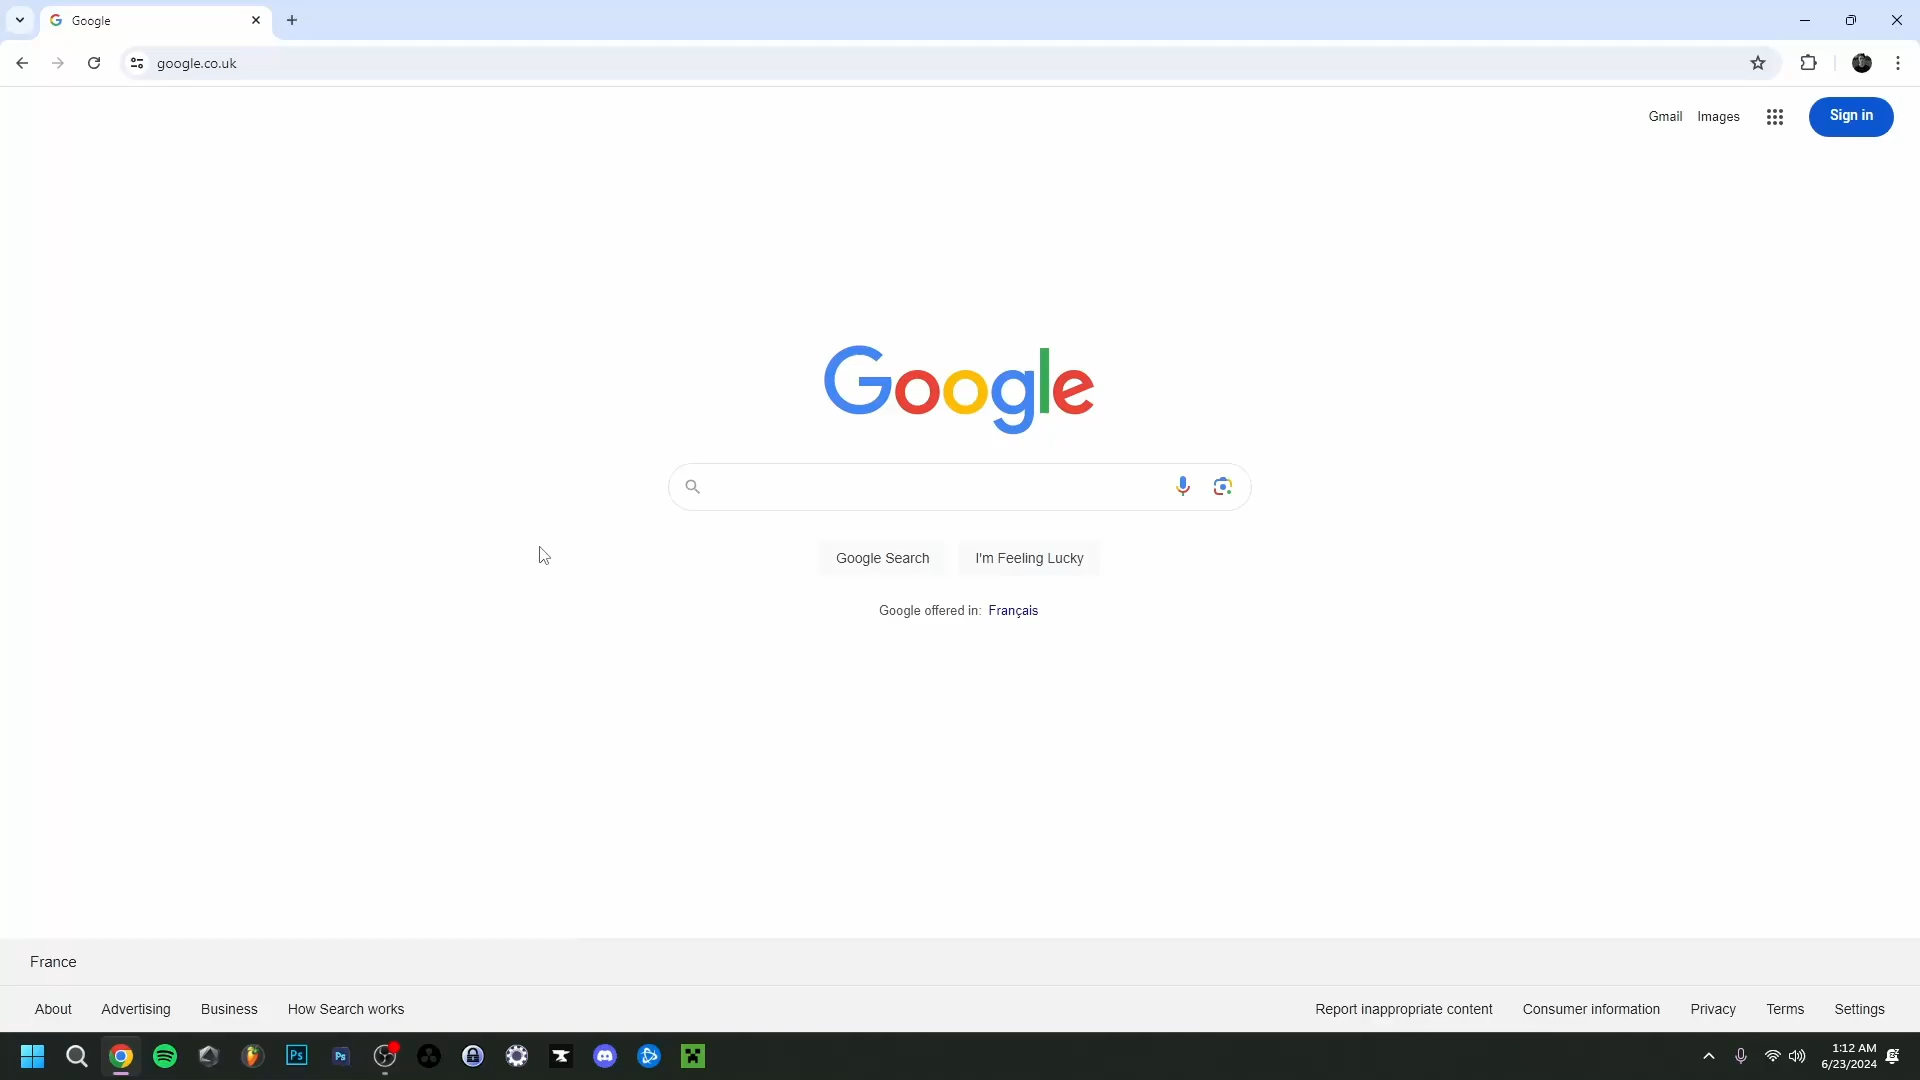 Google
google.co.uk
Gmail Images Sign in
Google
Google Search I'm Feeling Lucky
Google offered in: Français
France
About Advertising Business How Search works Report inappropriate content Consumer information Privacy Terms Settings
Ps Ps 1:12 AM
6/23/2024